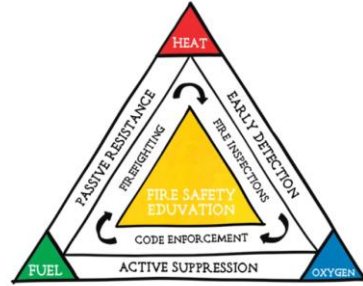 HEAT
PASSIVE RESISTANCE
EARLY DETECTION
FIREFIGHTING
FIRE INSPECTIONS
FIRE SAFETY
EDUVATION
CODE ENFORCEMENT
FUEL
ACTIVE SUPPRESSION
OXYGEN